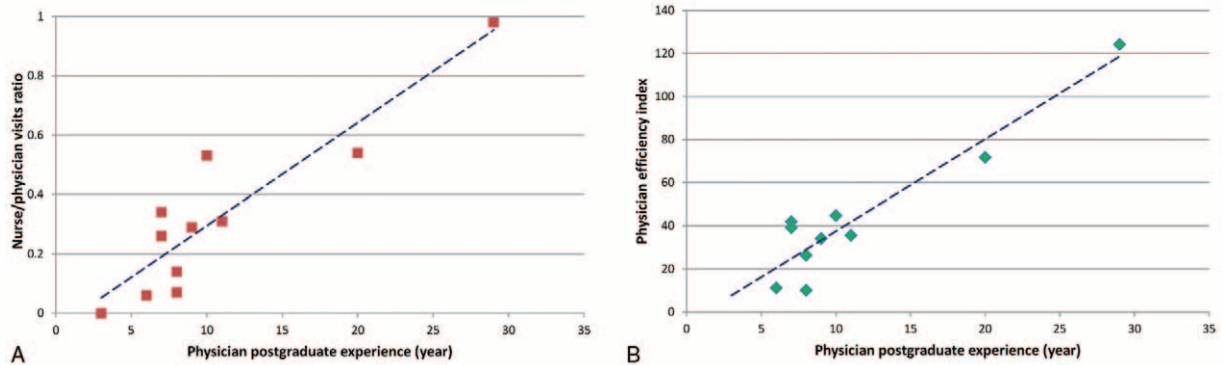 Nurse/physician visits ratio
1
0.8
0.6
0.4
0.2
0
0 5 10 15 20 25 30 35
Physician postgraduate experience (year)
A
Physician efficiency index
140
120
100
80
60
40
20
0
0 5 10 15 20 25 30 35
Physician postgraduate experience (year)
B